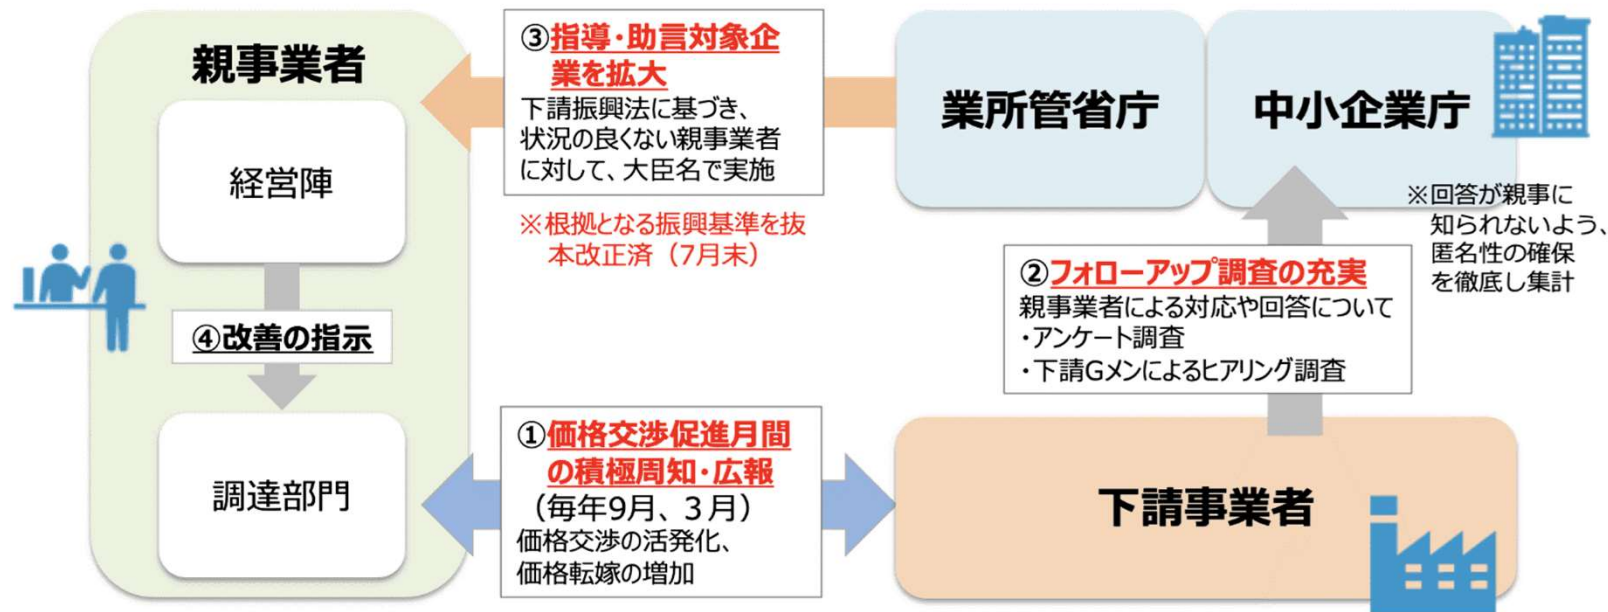 親事業者
経営陣
④改善の指示
調達部門
③指導・助言対象企
業を拡大
下請振興法に基づき、
状況の良くない親事業者
に対して、大臣名で実施
※根拠となる振興基準を抜
本改正済（7月末）
業所管省庁
中小企業庁
※回答が親事に
知られないよう、
匿名性の確保
を徹底し集計
②フォローアップ調査の充実
親事業者による対応や回答について
・アンケート調査
・下請Gメンによるヒアリング調査
①価格交渉促進月間
の積極周知・広報
（毎年9月、３月）
価格交渉の活発化、
価格転嫁の増加
下請事業者